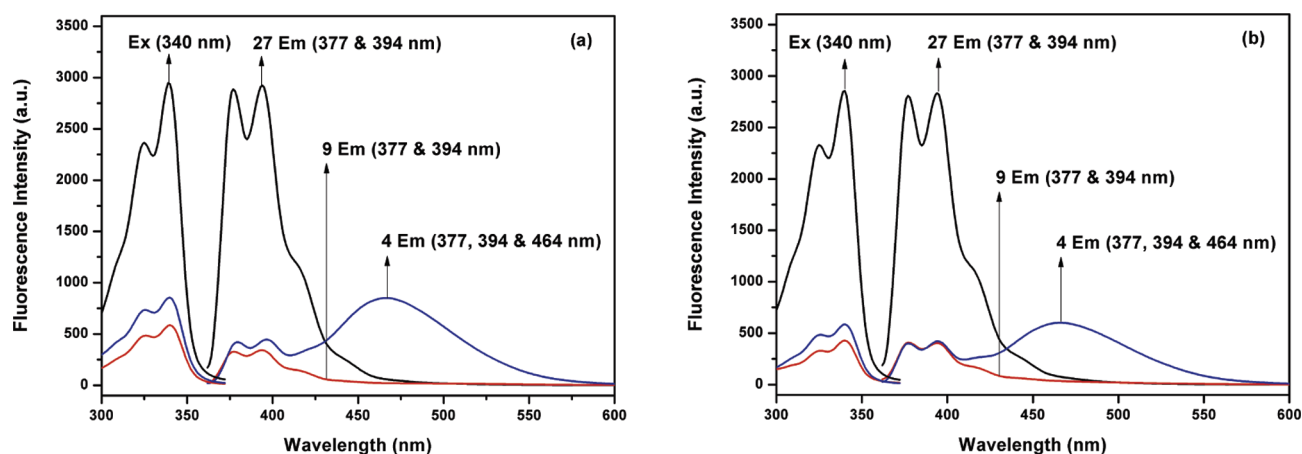 (a)
Ex (340 nm)
27 Em (377 & 394 nm)
9 Em (377 & 394 nm)
4 Em (377, 394 & 464 nm)
Fluorescence Intensity (a.u.)
3500
3000
2500
2000
1500
1000
500
0
300
350
400
450
500
550
600
Wavelength (nm)
(b)
Ex (340 nm)
27 Em (377 & 394 nm)
9 Em (377 & 394 nm)
4 Em (377, 394 & 464 nm)
Fluorescence Intensity (a.u.)
3500
3000
2500
2000
1500
1000
500
0
300
350
400
450
500
550
600
Wavelength (nm)